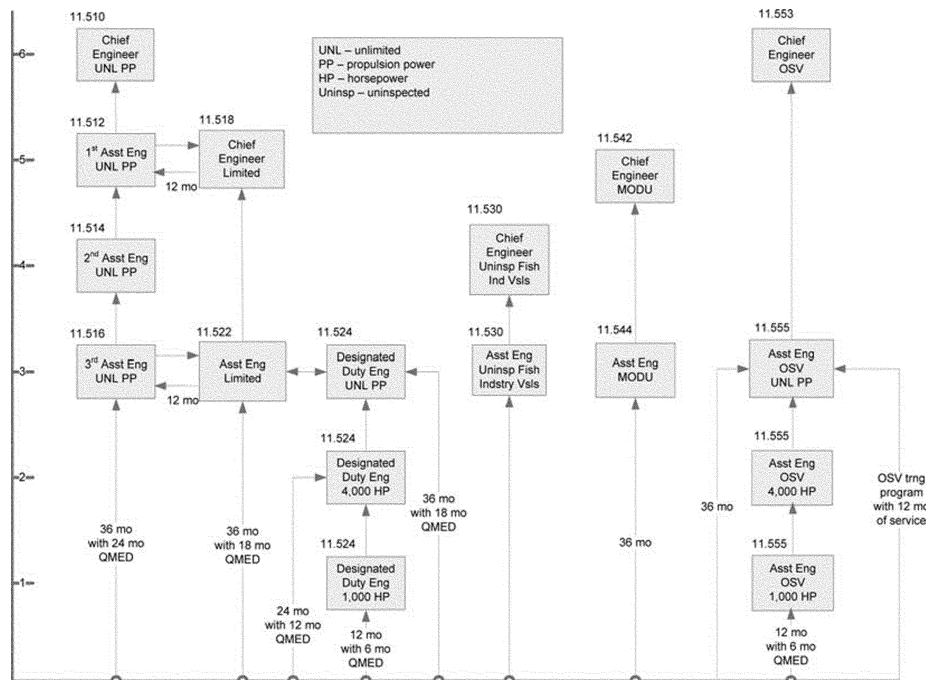 11.510
Chief
Engineer
UNL PP
6
11.512
1st Asst Eng
UNL PP
11.518
Chief
Engineer
Limited
12 mo
5
11.514
2nd Asst Eng
UNL PP
4
11.516
3rd Asst Eng
UNL PP
11.522
Asst Eng
Limited
12 mo
3
UNL – unlimited
PP – propulsion power
HP – horsepower
Uninsp – uninspected
11.524
Designated
Duty Eng
UNL PP
11.524
Designated
Duty Eng
4,000 HP
2
11.524
Designated
Duty Eng
1,000 HP
1
36 mo
with 24 mo
QMED
36 mo
with 18 mo
QMED
24 mo
with 12 mo
QMED
12 mo
with 6 mo
QMED
36 mo
with 18 mo
QMED
11.530
Chief
Engineer
Uninsp Fish
Ind Vsls
11.530
Asst Eng
Uninsp Fish
Indstry Vsls
11.542
Chief
Engineer
MODU
11.544
Asst Eng
MODU
36 mo
11.553
Chief
Engineer
OSV
11.555
Asst Eng
OSV
UNL PP
11.555
Asst Eng
OSV
4,000 HP
11.555
Asst Eng
OSV
1,000 HP
36 mo
12 mo
with 6 mo
QMED
OSV trng
program
with 12 mo
of service